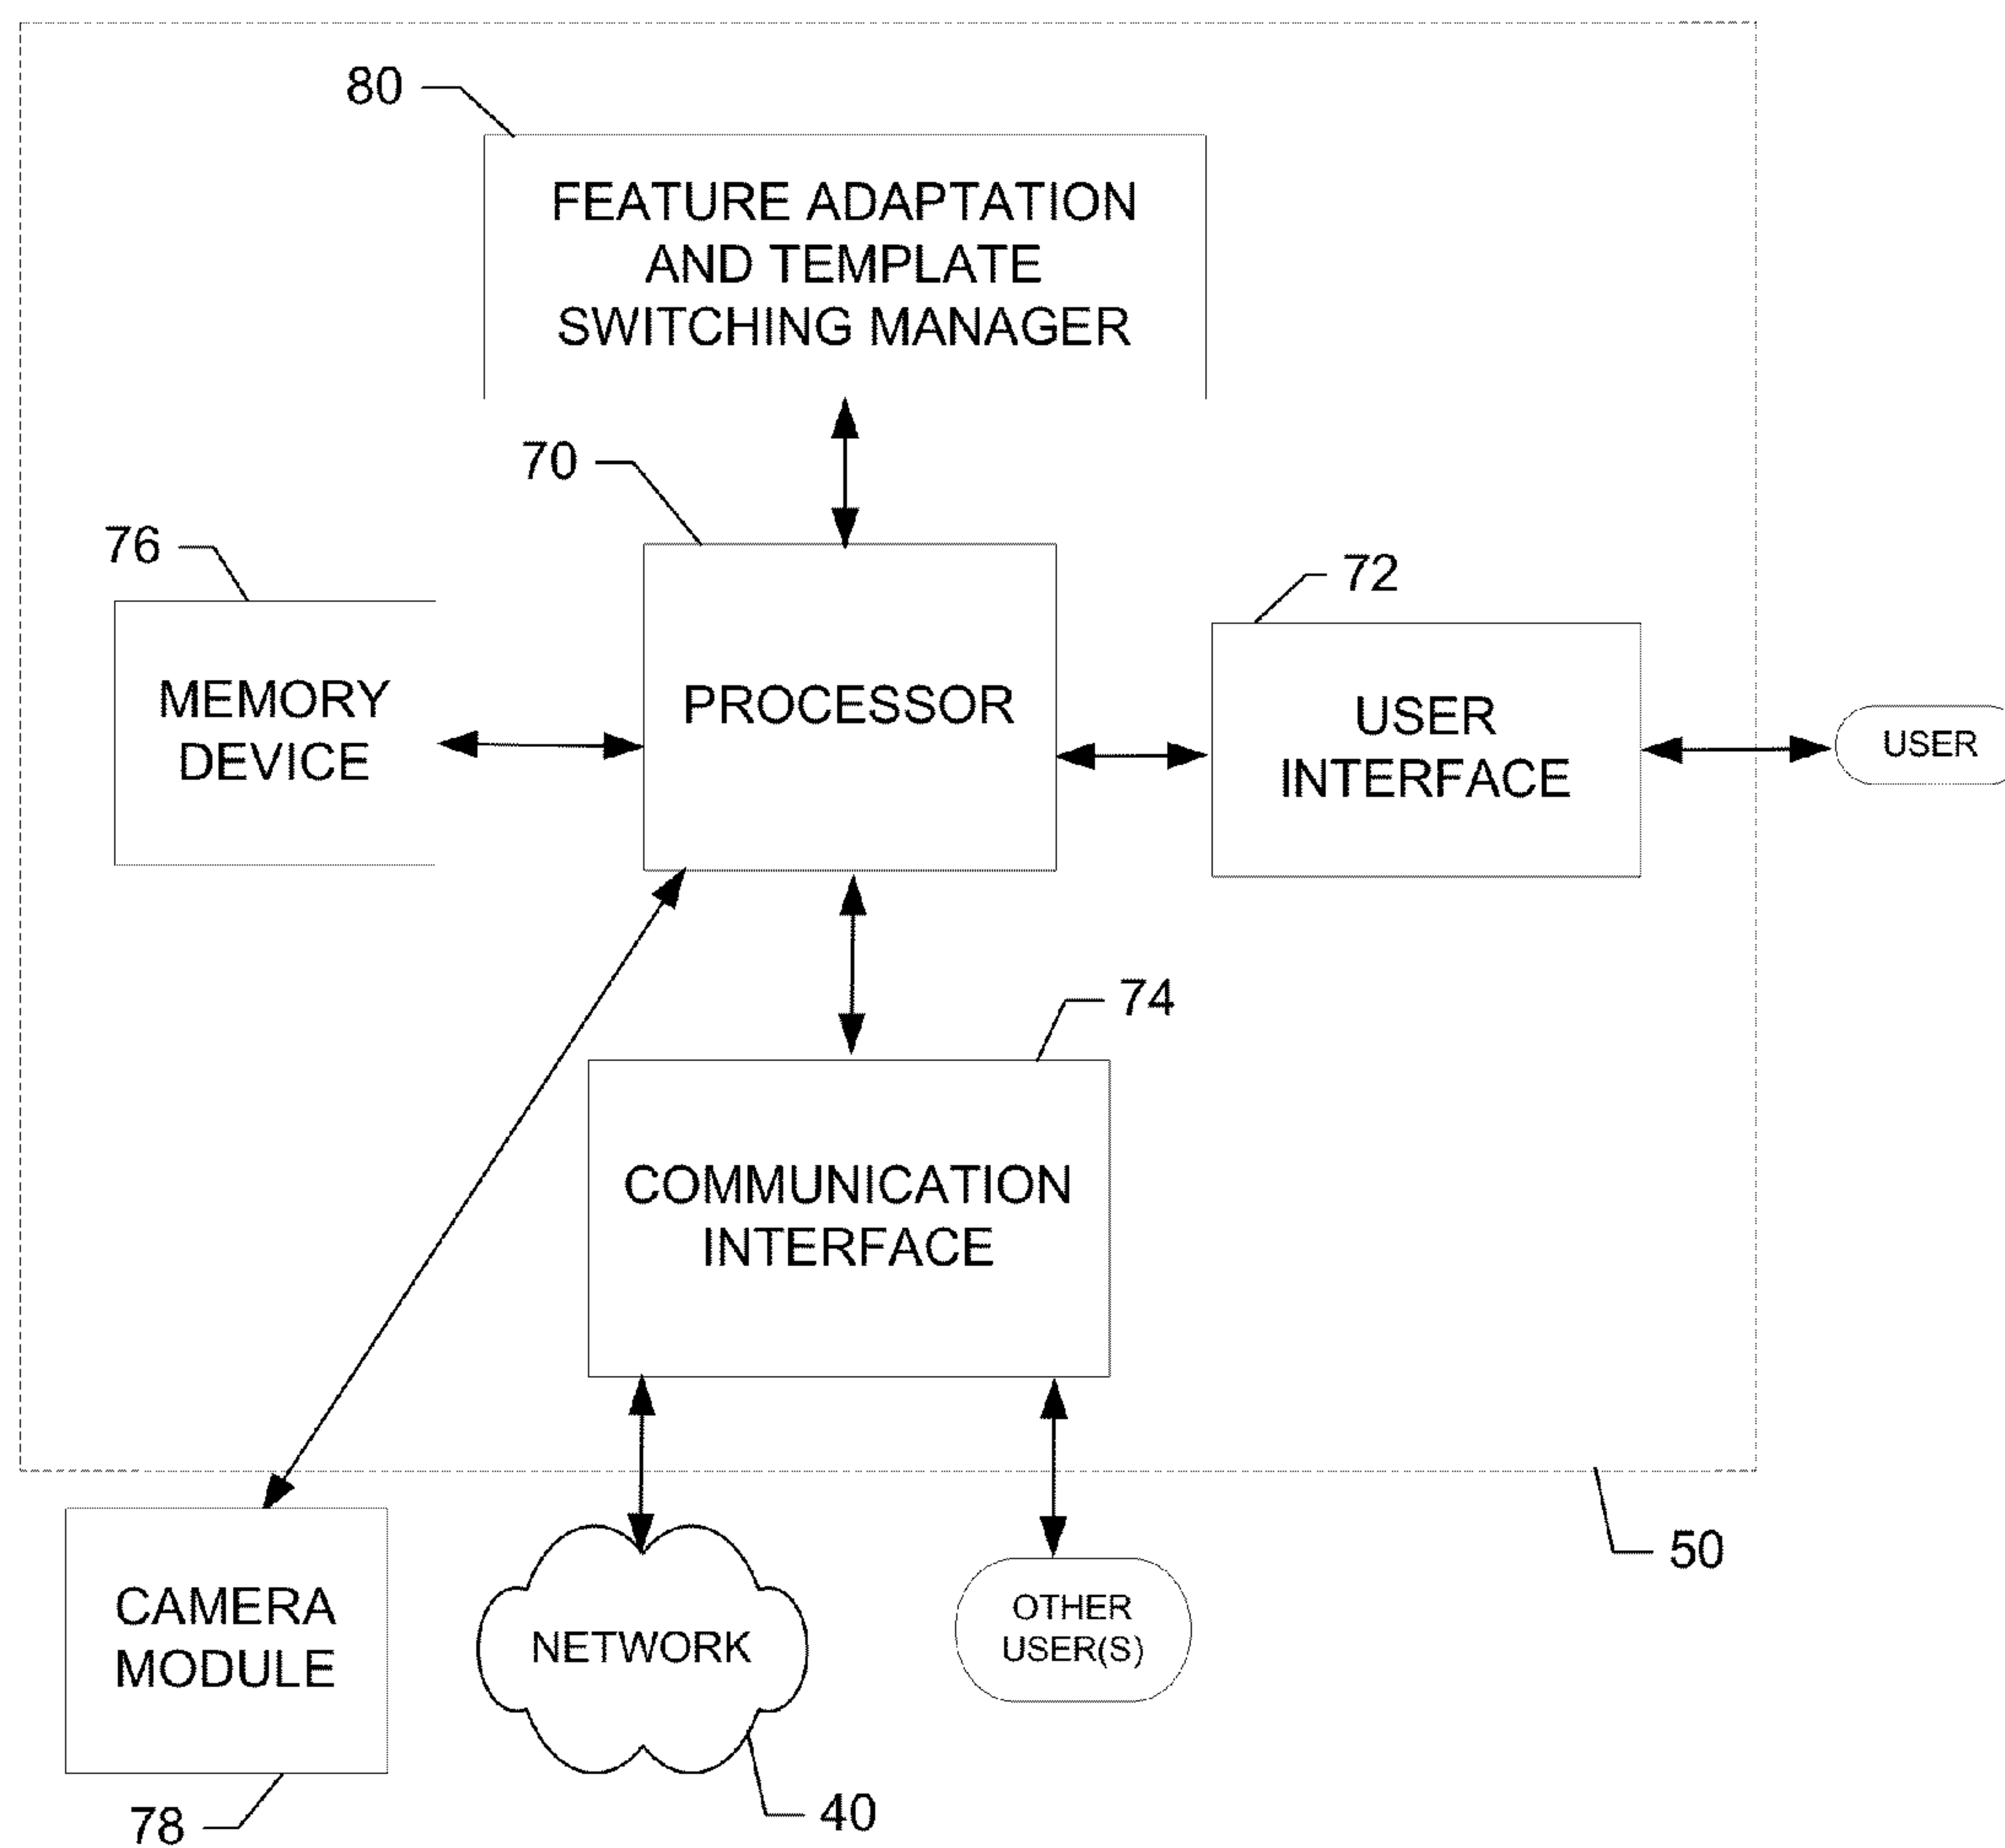 80
FEATURE ADAPTATION
AND TEMPLATE
SWITCHING MANAGER
70
76
72
MEMORY
DEVICE
PROCESSOR
USER
INTERFACE
USER
74
COMMUNICATION
INTERFACE
50
CAMERA
MODULE
NETWORK
OTHER
USER(S)
78
40